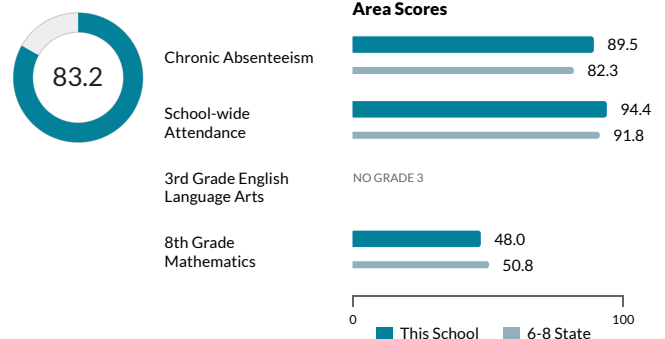 Area Scores
83.2
Chronic Absenteeism
89.5
82.3
School-wide
Attendance
94.4
91.8
3rd Grade English
Language Arts
NO GRADE 3
8th Grade
Mathematics
48.0
50.8
0
100
This School
6-8 State